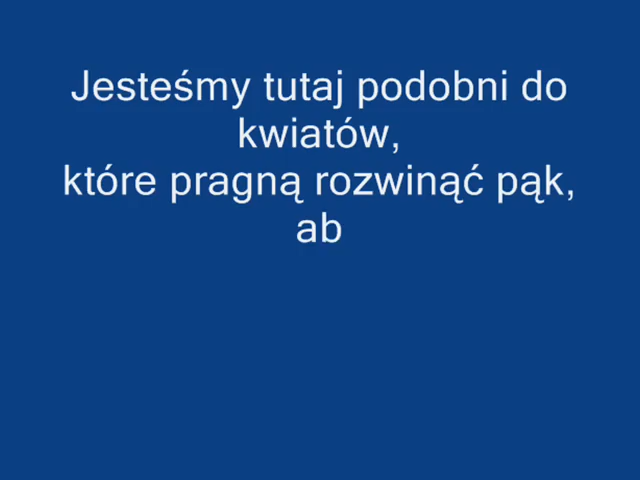 Jesteśmy tutaj podobni do
kwiatów,
które pragną rozwinąć pąk,
ab